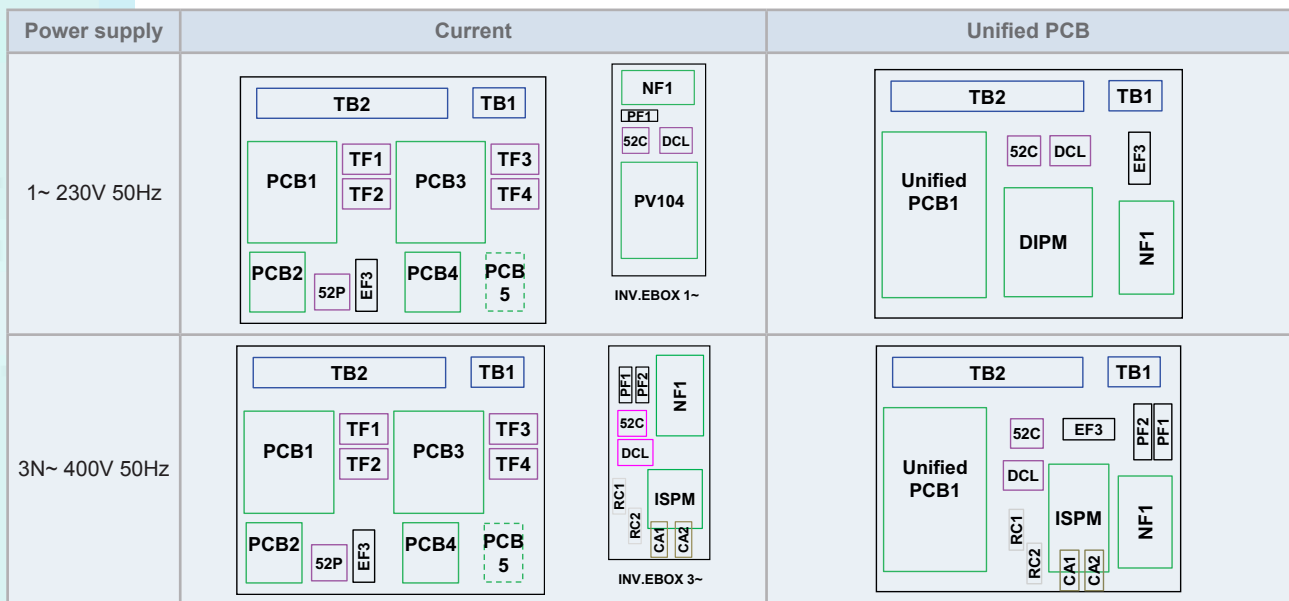 Power supply
Current
Unified PCB
1~ 230V 50Hz
TB2
TB1
PCB1
TF1
TF2
PCB3
TF3
TF4
PCB2
52P
EF3
PCB4
PCB
5
NF1
PF1
52C
DCL
PV104
INV.EBOX 1~
TB2
TB1
Unified
PCB1
52C
DCL
EF3
DIPM
NF1
3N~ 400V 50Hz
TB2
TB1
PCB1
TF1
TF2
PCB3
TF3
TF4
PCB2
52P
EF3
PCB4
PCB
5
PF1
PF2
NF1
52C
DCL
RC1
RC2
ISPM
CA1
CA2
INV.EBOX 3~
TB2
TB1
Unified
PCB1
52C
EF3
PF2
PF1
DCL
RC1
RC2
ISPM
CA1
CA2
NF1